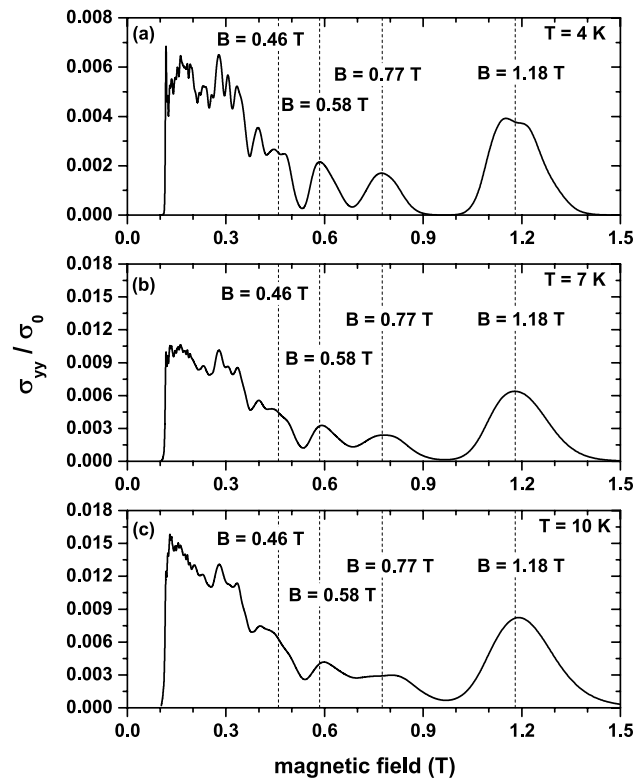 (a) B = 0.46 T T = 4 K
B = 0.77 T B = 1.18 T
B = 0.58 T
0.008
0.006
0.004
0.002
0.000
0.0 0.3 0.6 0.9 1.2 1.5
(b) B = 0.46 T T = 7 K
B = 0.77 T B = 1.18 T
B = 0.58 T
0.018
0.015
0.012
0.009
0.006
0.003
0.000
0.0 0.3 0.6 0.9 1.2 1.5
σyy / σ0
(c) B = 0.46 T T = 10 K
B = 0.77 T B = 1.18 T
B = 0.58 T
0.018
0.015
0.012
0.009
0.006
0.003
0.000
0.0 0.3 0.6 0.9 1.2 1.5
magnetic field (T)